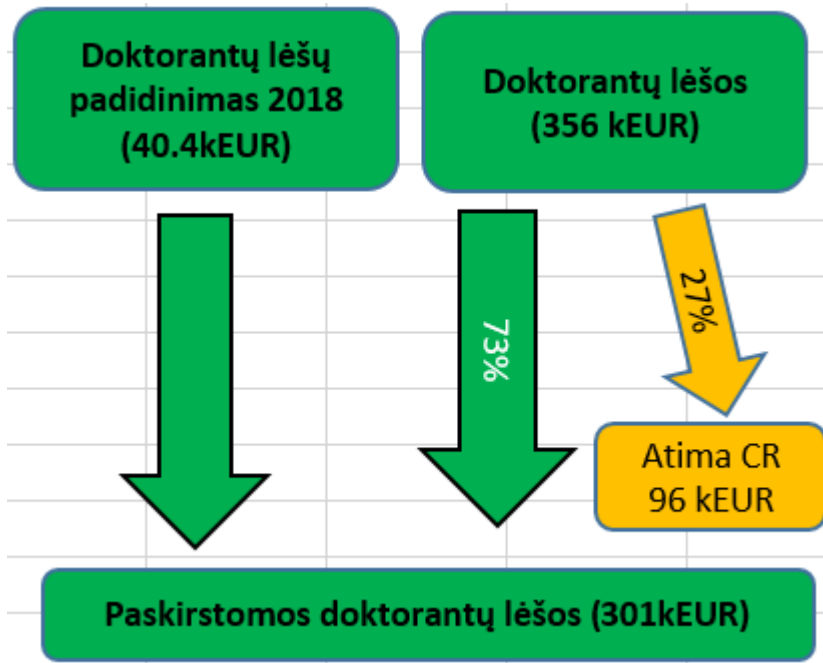 Doktorantų lėšų
padidinimas 2018
(40.4kEUR)
Doktorantų lėšos
(356 kEUR)
73%
27%
Atima CR
96 kEUR
Paskirstomos doktorantų lėšos (301kEUR)